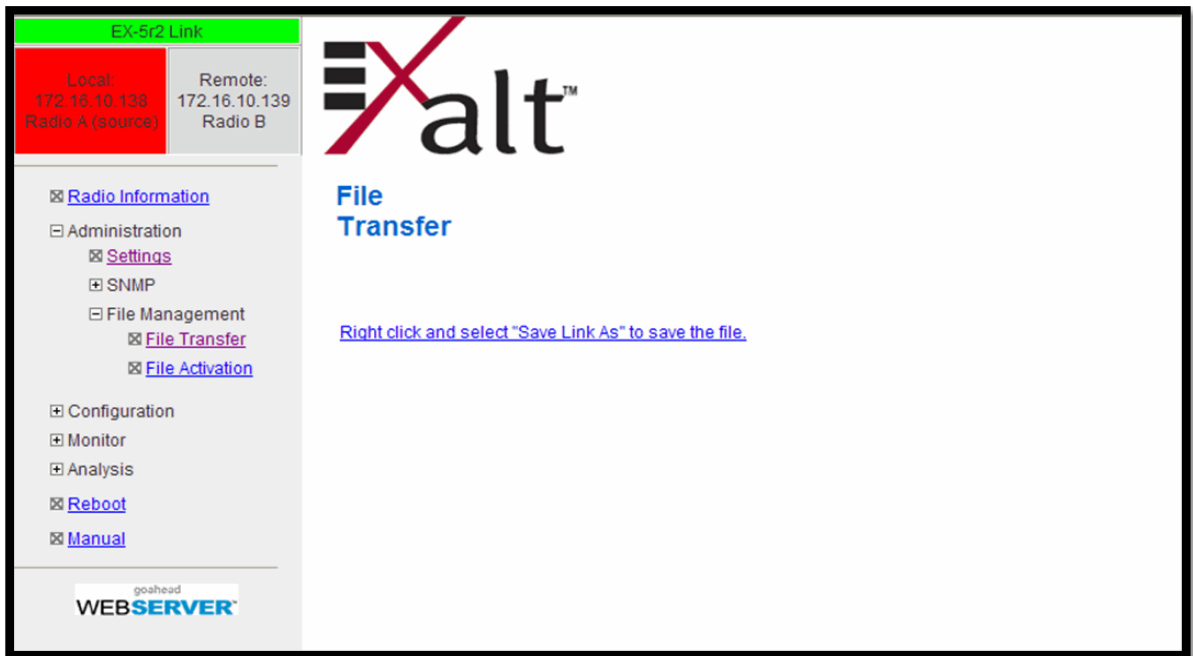 EX-5r2 Link
Local:
172.16.10.138
Radio A (source)
Remote:
172.16.10.139
Radio B
Radio Information
Administration
Settings
SNMP
File Management
File Transfer
File Activation
Configuration
Monitor
Analysis
Reboot
Manual
goahead
WEBSERVER™
EXalt™
File
Transfer
Right click and select "Save Link As" to save the file.